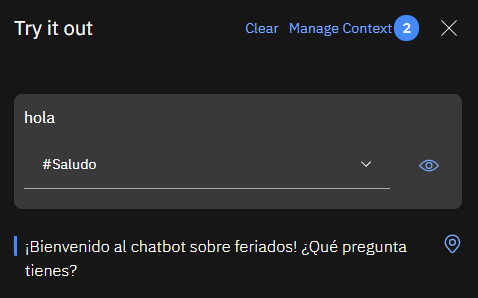 Try it out
Clear
Manage Context
2
hola
#Saludo
¡Bienvenido al chatbot sobre feriados! ¿Qué pregunta
tienes?